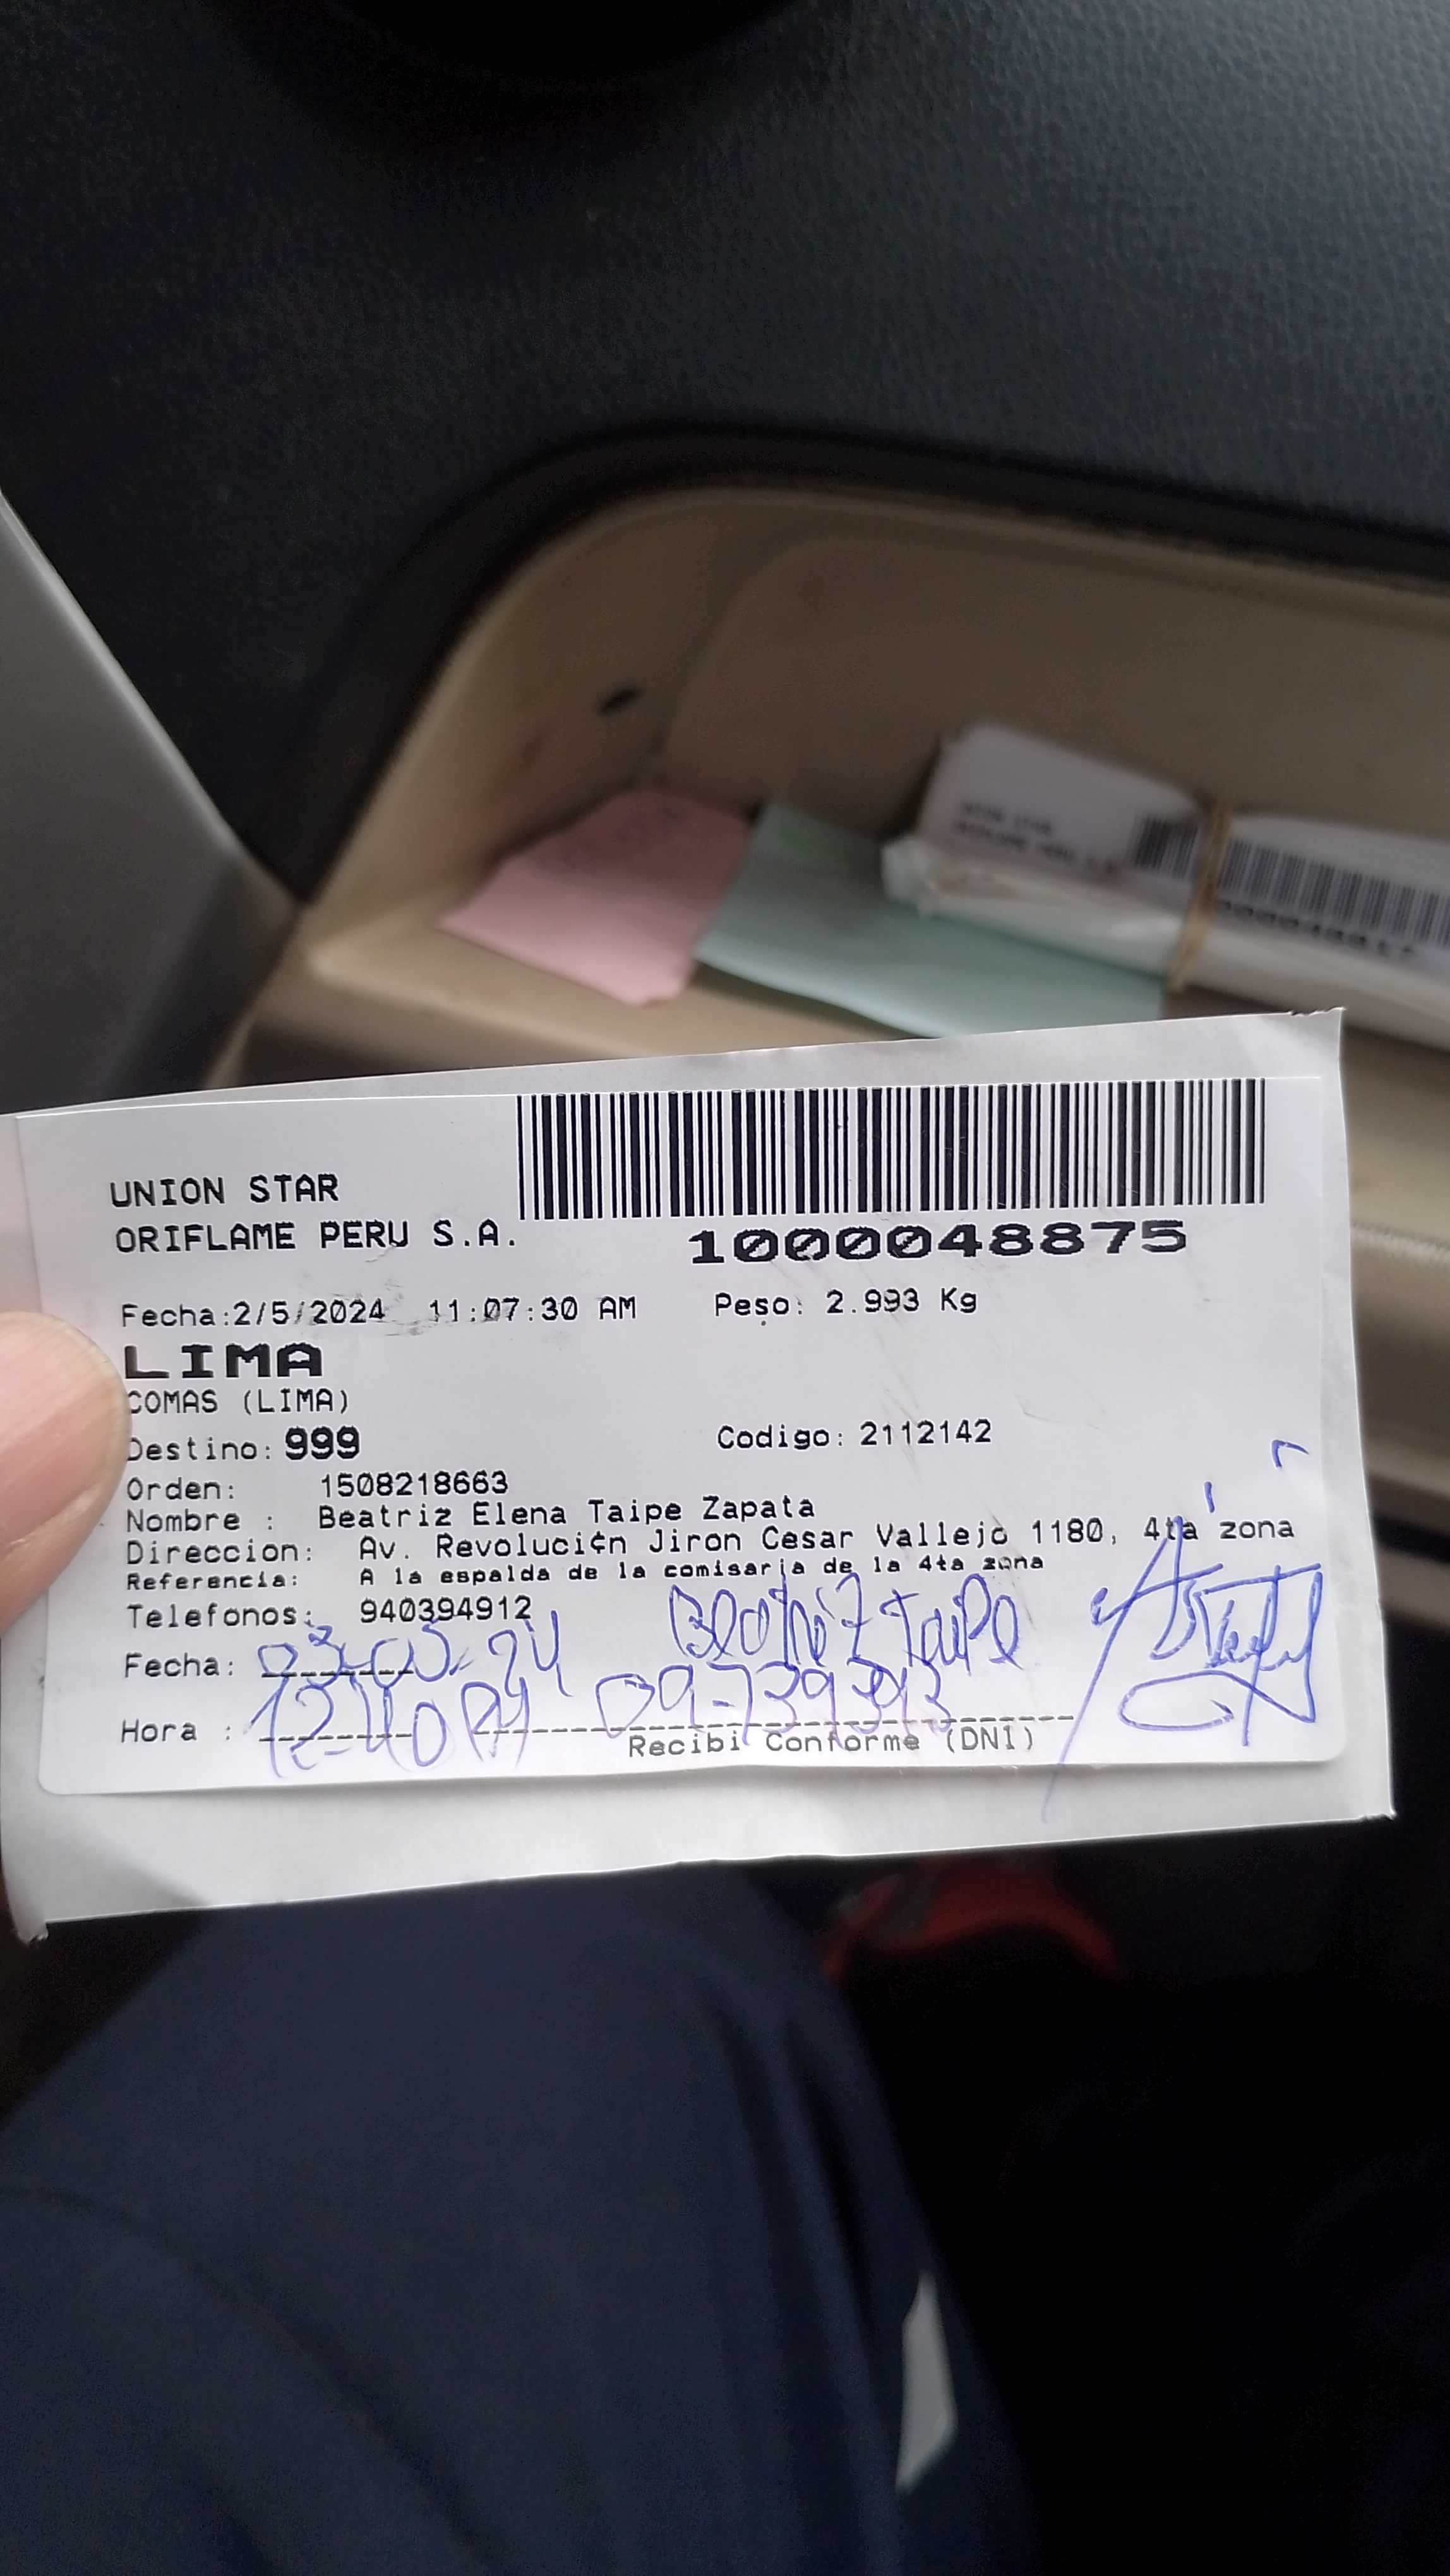 UNION STAR
ORIFLAME PERU S.A.
1000048875
Fecha:2/5/2024 11:07:30 AM Peso: 2.993 Kg
LIMA
COMAS (LIMA)
Destino: 999 Codigo: 2112142
Orden: 1508218663
Nombre : Beatriz Elena Taipe Zapata
Direccion: Av. Revoluci¢n Jiron Cesar Vallejo 1180, 4ta zona
Referencia: A la espalda de la comisaria de la 4ta zona
Telefonos: 940394912
Beatriz Taipe
Fecha: 03-05-24
Hora : 12-40 PM 09-739393
Recibi Conforme (DNI)